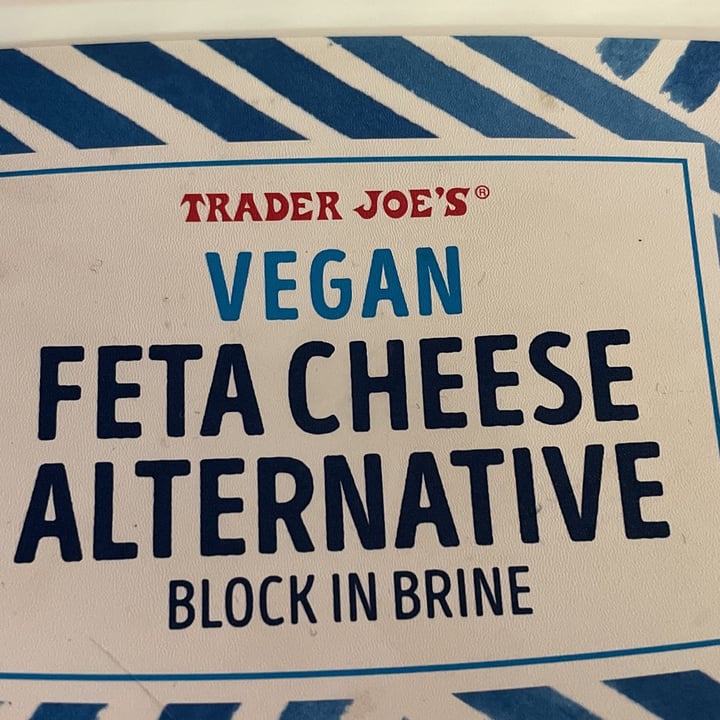 TRADER JOE'S®
VEGAN
FETA CHEESE
ALTERNATIVE
BLOCK IN BRINE